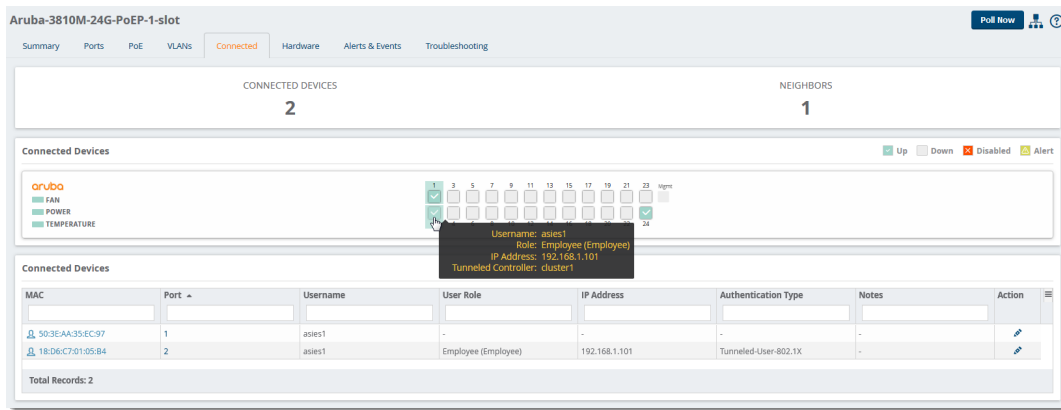 Aruba-3810M-24G-PoEP-1-slot
Poll Now
Summary Ports PoE VLANs Connected Hardware Alerts & Events Troubleshooting
CONNECTED DEVICES NEIGHBORS
2 1
Connected Devices Up Down Disabled Alert
aruba
FAN
POWER
TEMPERATURE
1 3 5 7 9 11 13 15 17 19 21 23 Mgmt
24
Username: asies1
Role: Employee (Employee)
IP Address: 192.168.1.101
Tunneled Controller: cluster1
Connected Devices
MAC Port Username User Role IP Address Authentication Type Notes Action
50:3E:AA:35:EC:97 1 asies1 - - - -
18:D6:C7:01:05:B4 2 asies1 Employee (Employee) 192.168.1.101 Tunneled-User-802.1X -
Total Records: 2